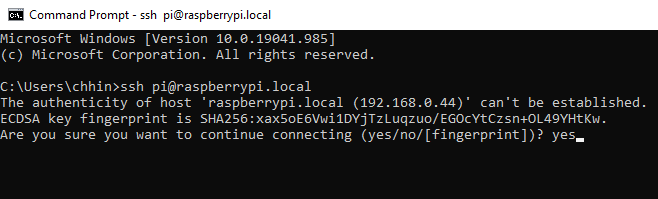 Command Prompt - ssh pi@raspberrypi.local
Microsoft Windows [Version 10.0.19041.985]
(c) Microsoft Corporation. All rights reserved.
C:\Users\chhin>ssh pi@raspberrypi.local
The authenticity of host 'raspberrypi.local (192.168.0.44)' can't be established.
ECDSA key fingerprint is SHA256:xax5oE6Vwi1DYjTzLuqzuo/EGOcYtCzsn+OL49YHtKw.
Are you sure you want to continue connecting (yes/no/[fingerprint])? yes